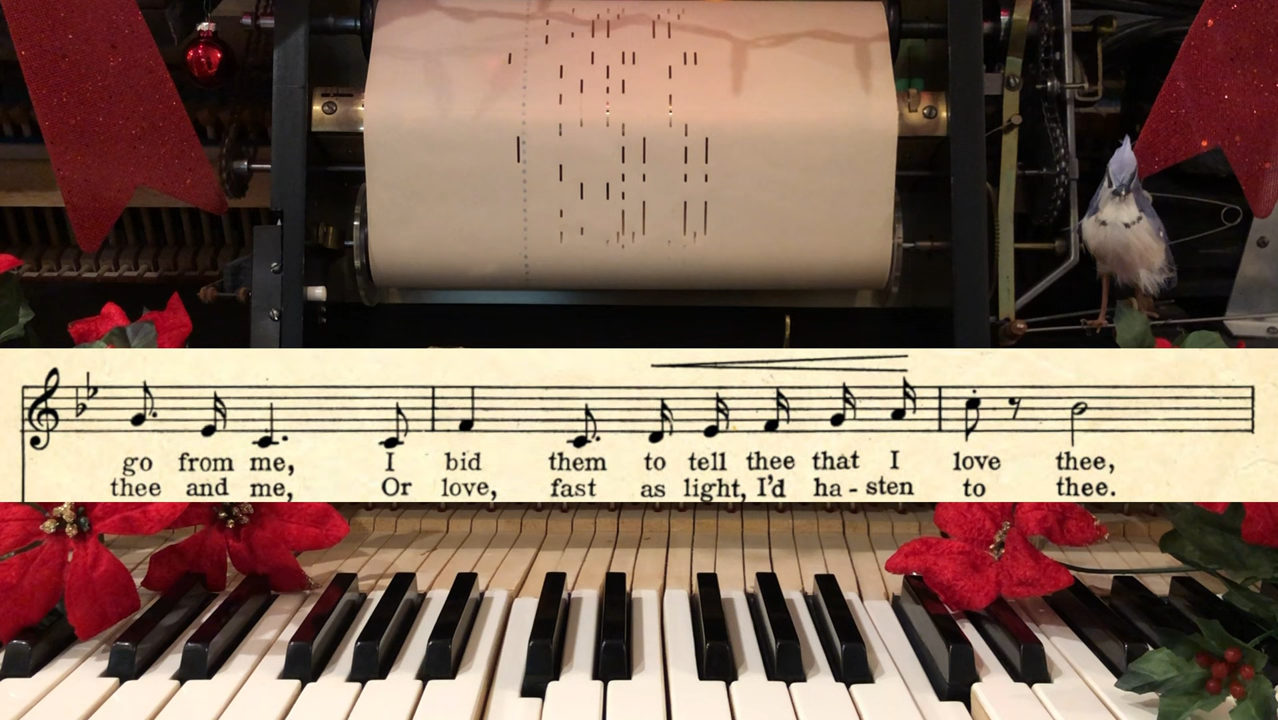 go from me, I bid them to tell thee that I love thee,
thee and me, Or love, fast as light, I'd ha - sten to thee.